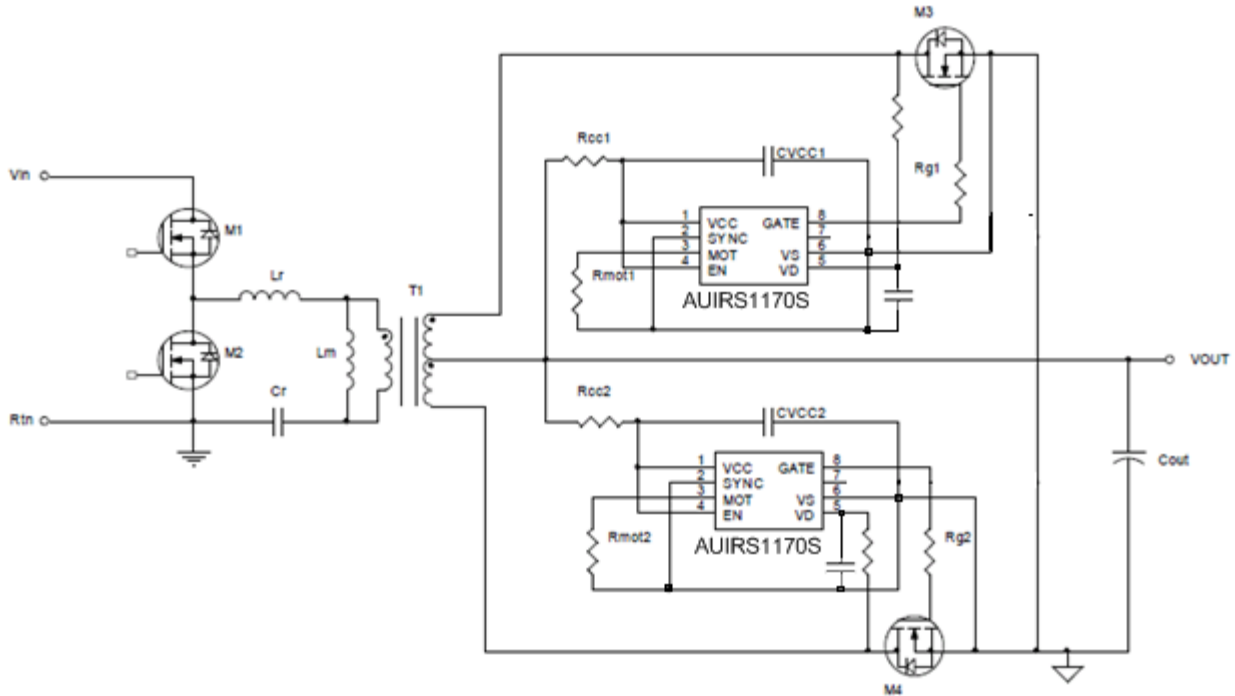 M3
Rcc1
CVCC1
Rg1
Vin
M1
1 VCC GATE 8
2 SYNC 7
3 MOT VS 6
4 EN VD 5
Rmot1
AUIRS1170S
Lr
T1
M2
Lm
VOUT
Cr
Rtn
Rcc2
CVCC2
Cout
1 VCC GATE 8
2 SYNC 7
3 MOT VS 6
4 EN VD 5
Rmot2
AUIRS1170S
Rg2
M4